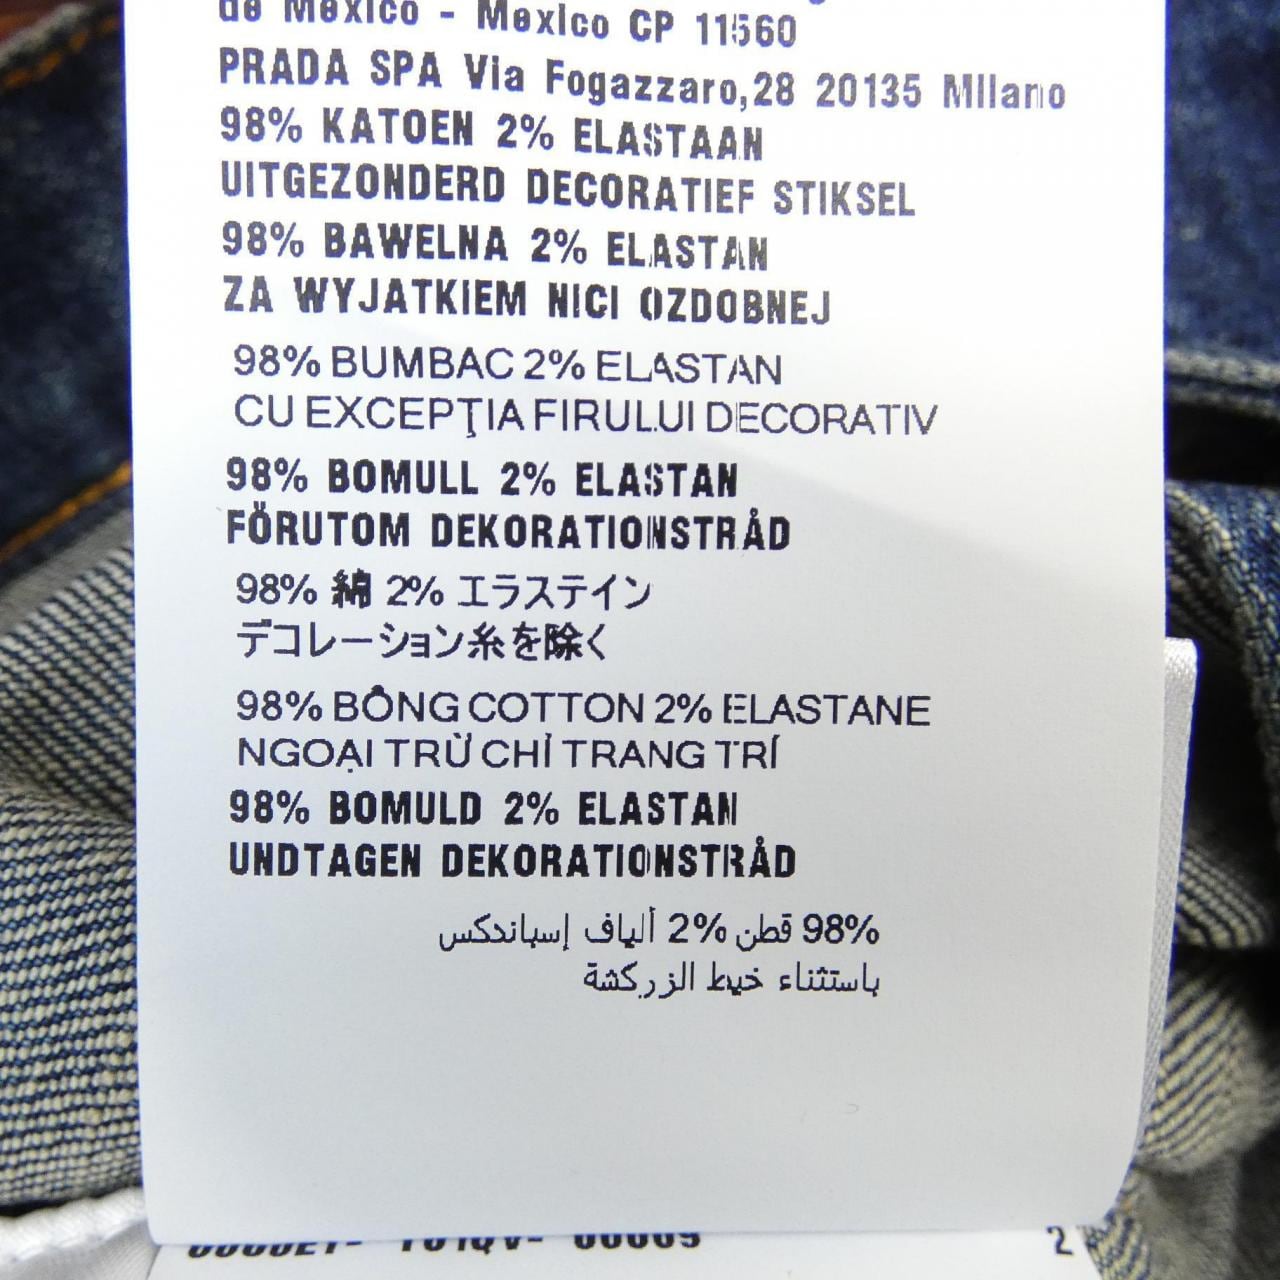 de Mexico - Mexico CP 11560
PRADA SPA Via Fogazzaro,28 20135 Milano
98% KATOEN 2% ELASTAAN
UITGEZONDERD DECORATIEF STIKSEL
98% BAWELNA 2% ELASTAN
ZA WYJATKIEM NICI OZDOBNEJ
98% BUMBAC 2% ELASTAN
CU EXCEPŢIA FIRULUI DECORATIV
98% BOMULL 2% ELASTAN
FÖRUTOM DEKORATIONSTRÅD
98% 綿 2% エラステイン
デコレーション糸を除く
98% BÔNG COTTON 2% ELASTANE
NGOẠI TRỪ CHỈ TRANG TRÍ
98% BOMULD 2% ELASTAN
UNDTAGEN DEKORATIONSTRÅD
98% قطن 2% ألياف إسباندكس
باستثناء خيط الزركشة
2